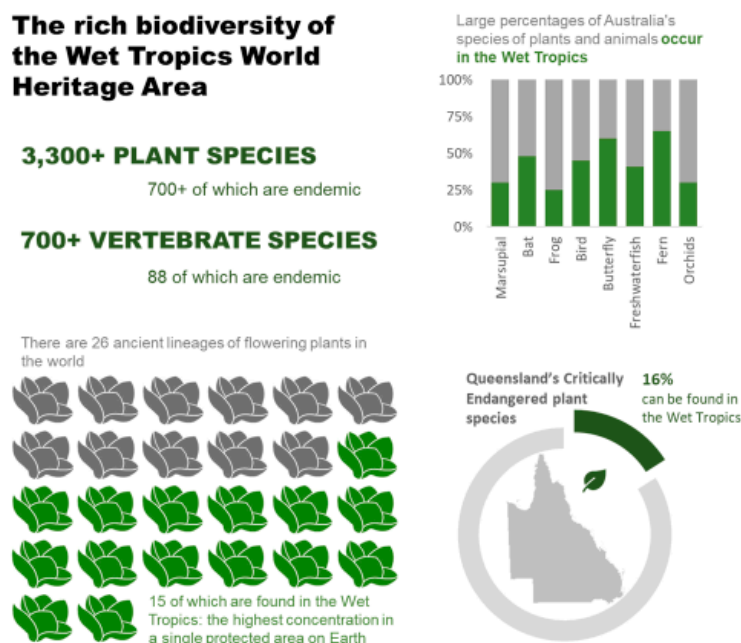 The rich biodiversity of
the Wet Tropics World
Heritage Area
3,300+ PLANT SPECIES
700+ of which are endemic
700+ VERTEBRATE SPECIES
88 of which are endemic
Large percentages of Australia's
species of plants and animals occur
in the Wet Tropics
100%
75%
50%
25%
0%
Marsupial
Bat
Frog
Bird
Butterfly
Freshwaterfish
Fern
Orchids
There are 26 ancient lineages of flowering plants in
the world
15 of which are found in the Wet
Tropics: the highest concentration in
a single protected area on Earth
Queensland's Critically
Endangered plant
species
16%
can be found in
the Wet Tropics